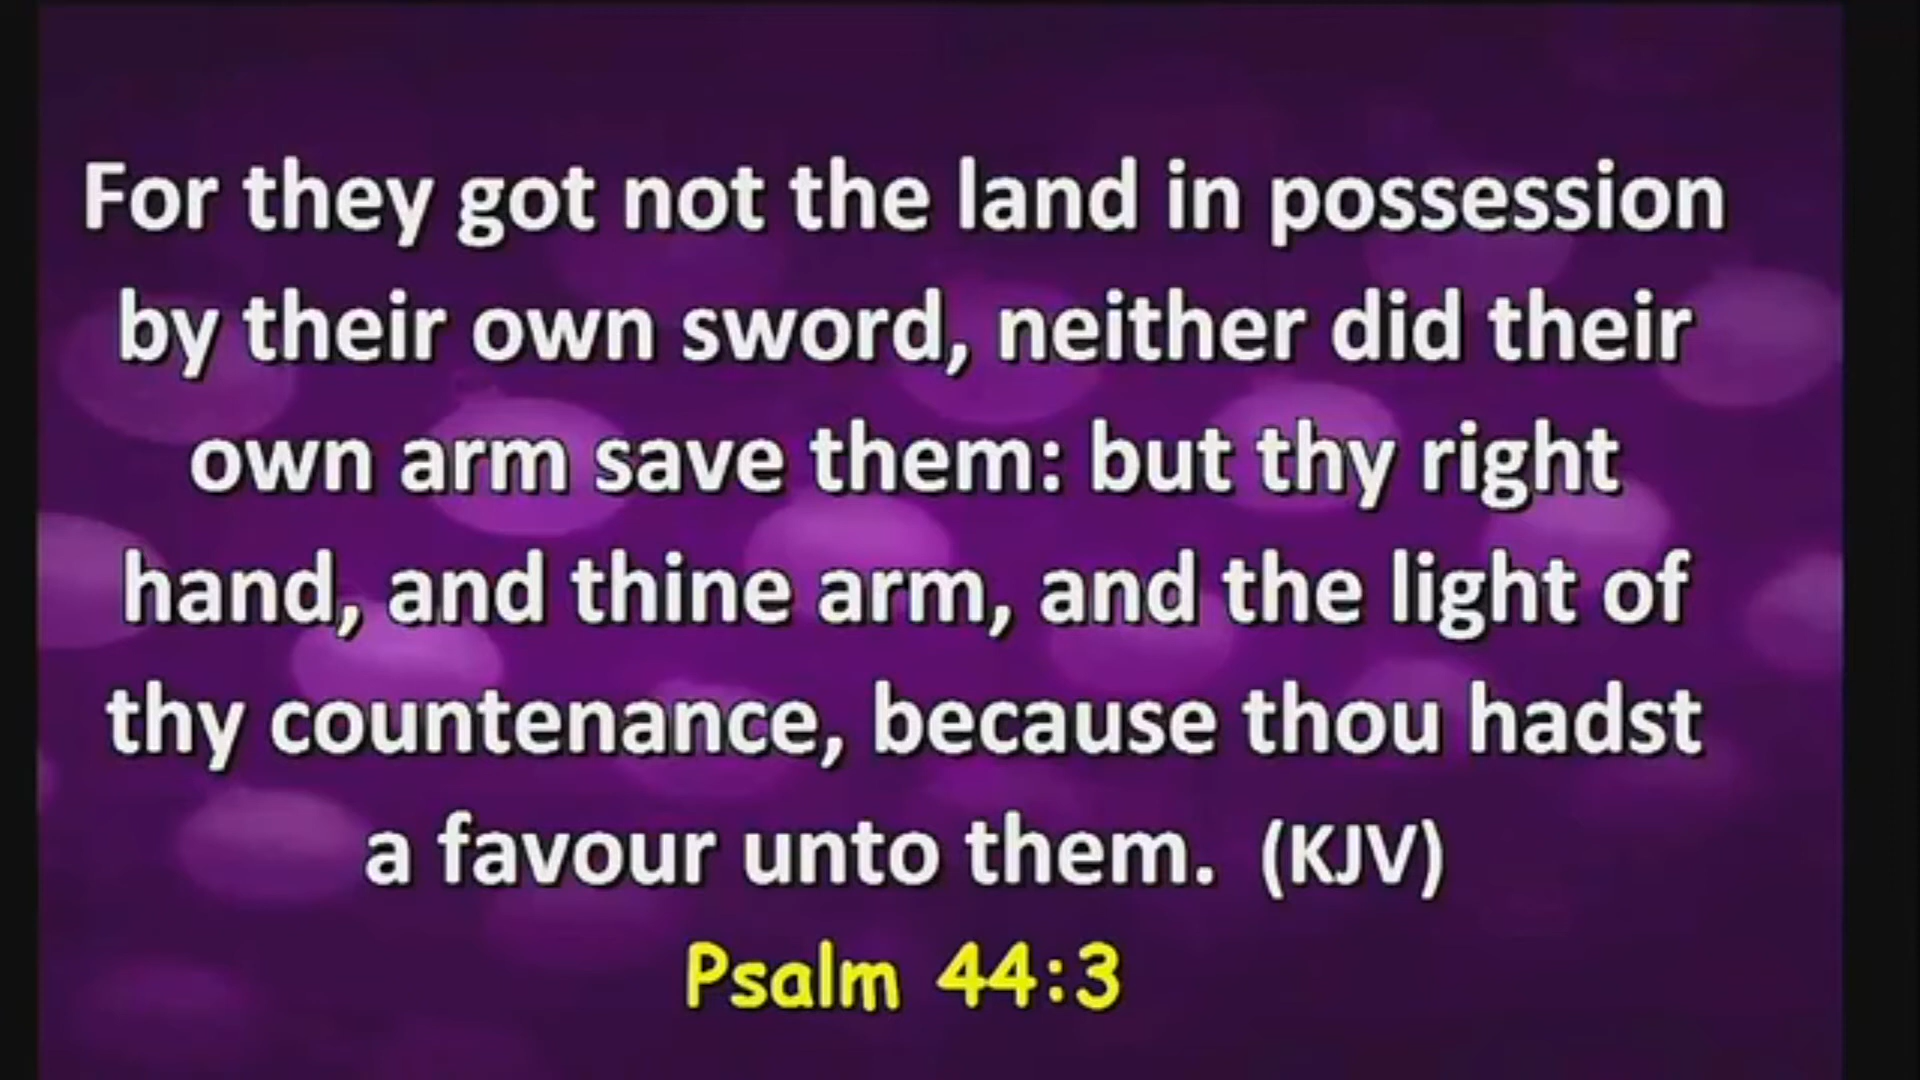 For they got not the land in possession
by their own sword, neither did their
own arm save them: but thy right
hand, and thine arm, and the light of
thy countenance, because thou hadst
a favour unto them. (KJV)
Psalm 44:3